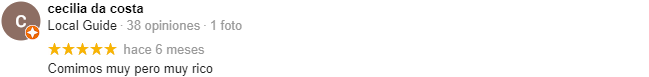 C
cecilia da costa
Local Guide · 38 opiniones · 1 foto
★★★★★ hace 6 meses
Comimos muy pero muy rico